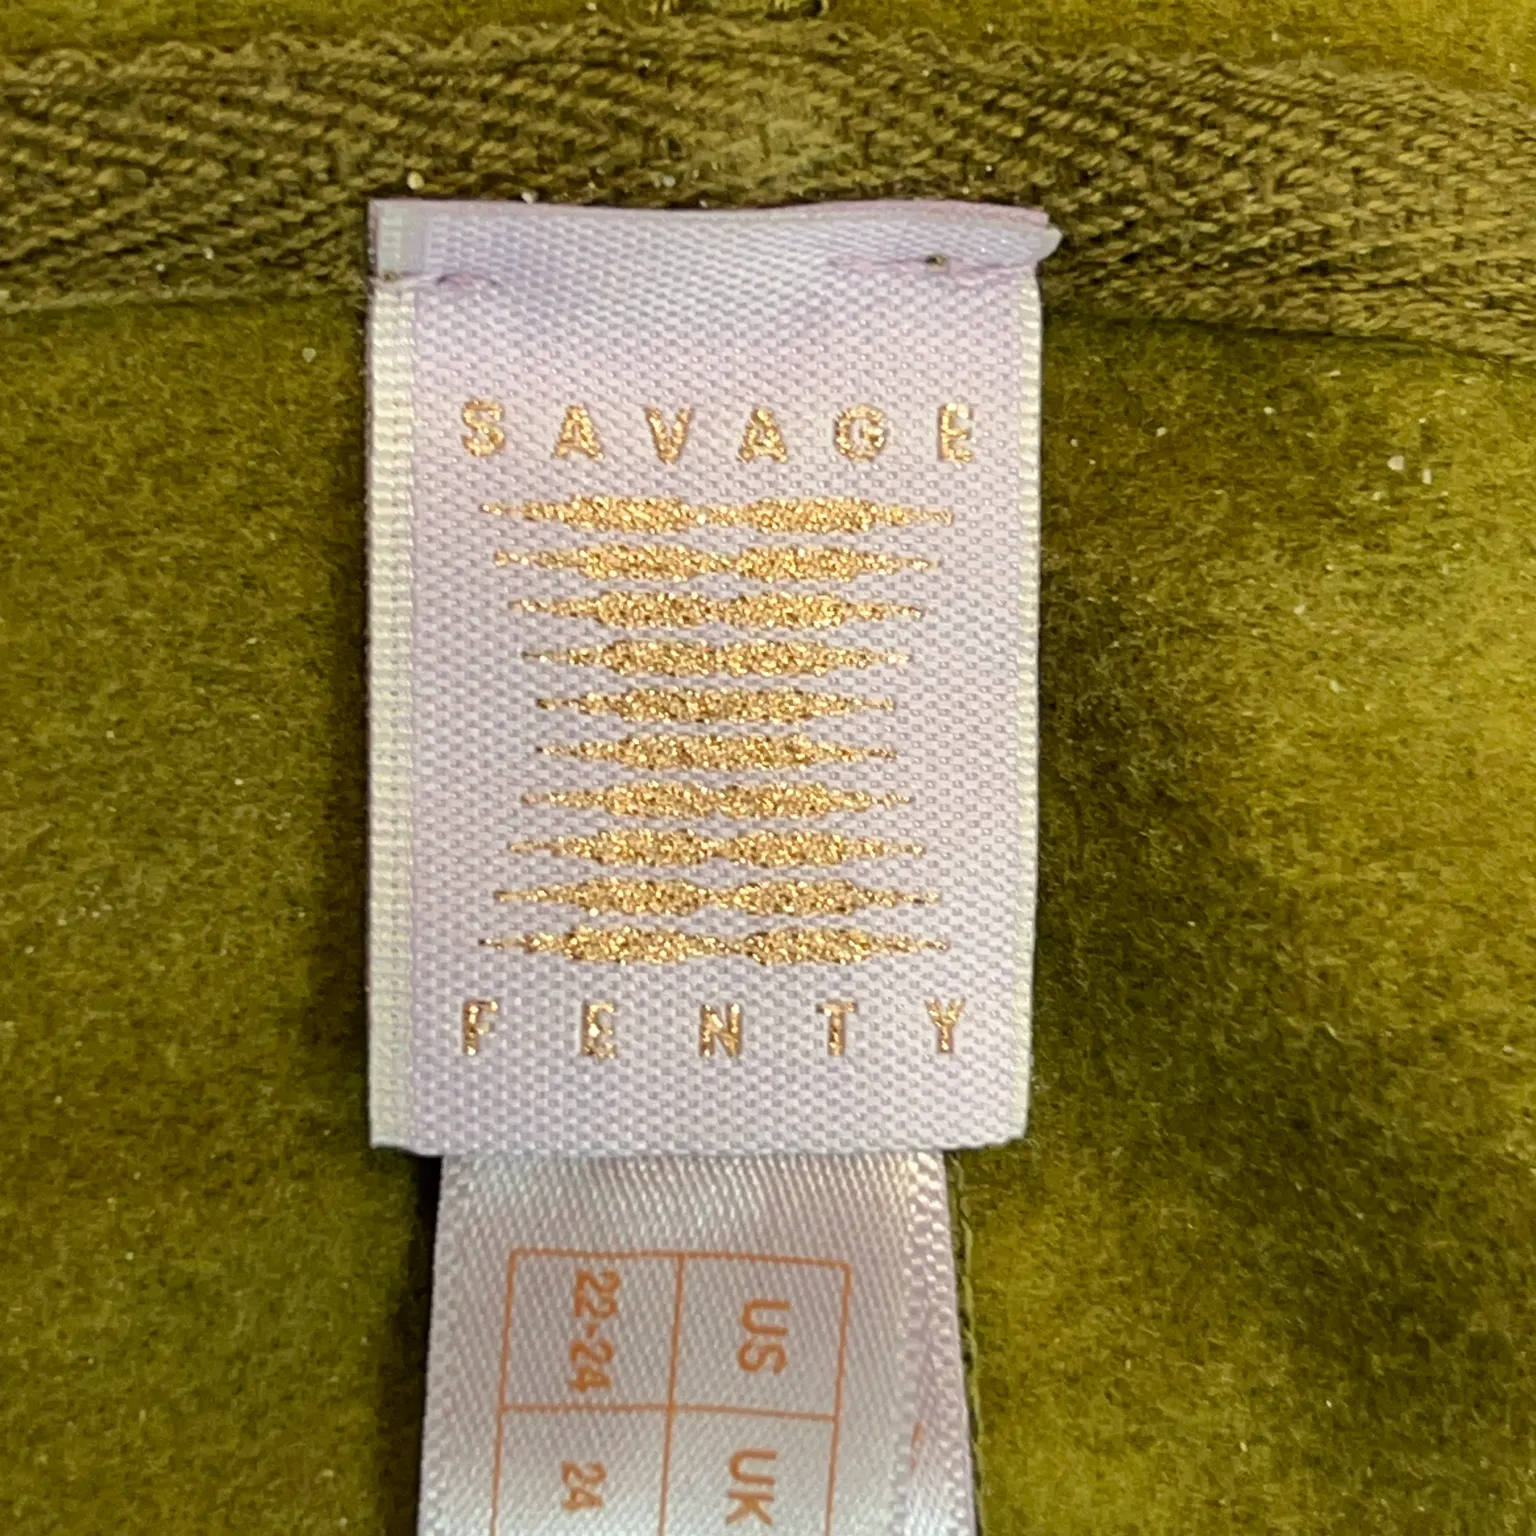 SAVAGE
FENTY
US UK
22-24 24